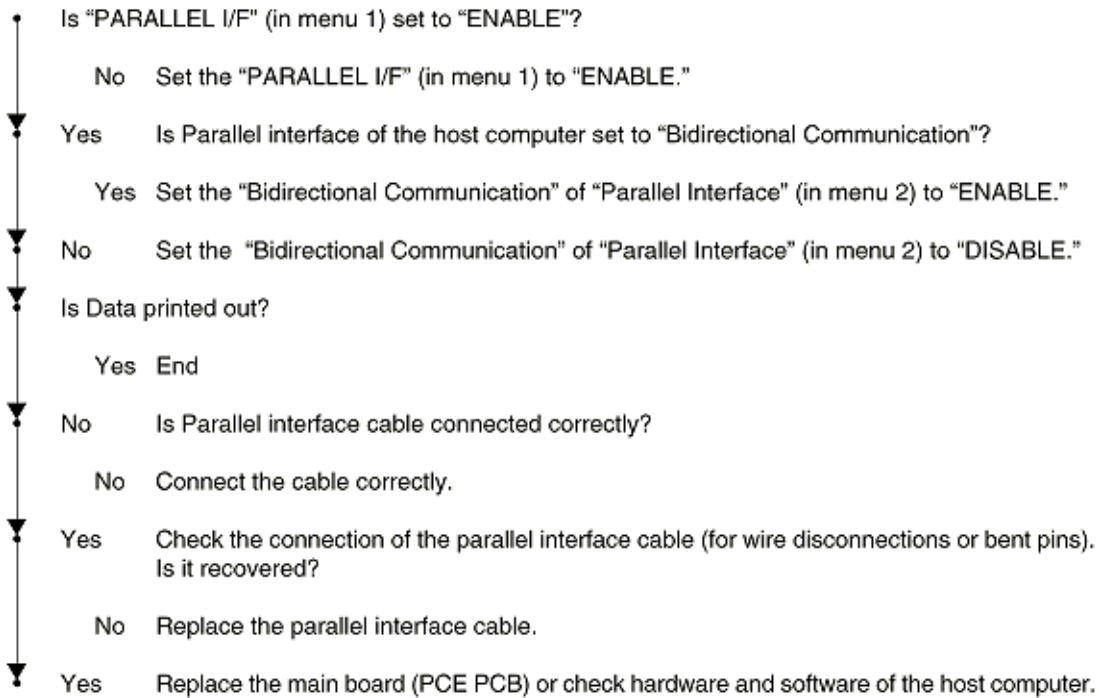 Is “PARALLEL I/F” (in menu 1) set to “ENABLE”?
No Set the “PARALLEL I/F” (in menu 1) to “ENABLE.”
Yes Is Parallel interface of the host computer set to “Bidirectional Communication”?
Yes Set the “Bidirectional Communication” of “Parallel Interface” (in menu 2) to “ENABLE.”
No Set the “Bidirectional Communication” of “Parallel Interface” (in menu 2) to “DISABLE.”
Is Data printed out?
Yes End
No Is Parallel interface cable connected correctly?
No Connect the cable correctly.
Yes Check the connection of the parallel interface cable (for wire disconnections or bent pins).
Is it recovered?
No Replace the parallel interface cable.
Yes Replace the main board (PCE PCB) or check hardware and software of the host computer.